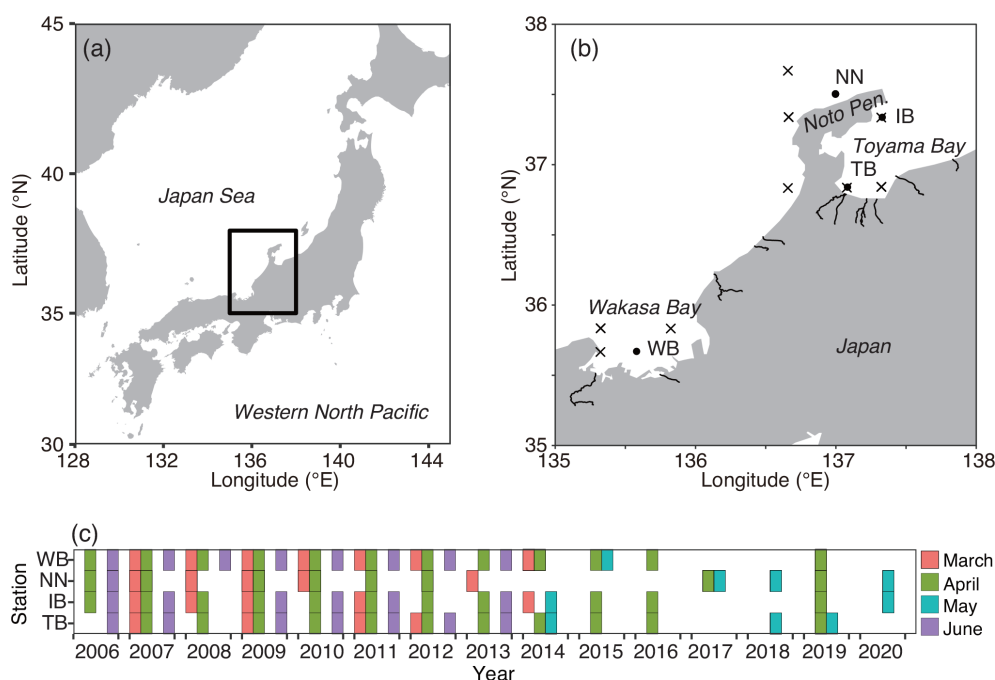 (a)
45
40
35
30
Latitude (°N)
Japan Sea
Western North Pacific
128
132
136
140
144
Longitude (°E)
(b)
38
37
36
35
Latitude (°N)
NN
Noto Pen.
IB
Toyama Bay
TB
Wakasa Bay
WB
Japan
135
136
137
138
Longitude (°E)
(c)
Station
WB
NN
IB
TB
March
April
May
June
2006 2007 2008 2009 2010 2011 2012 2013 2014 2015 2016 2017 2018 2019 2020
Year